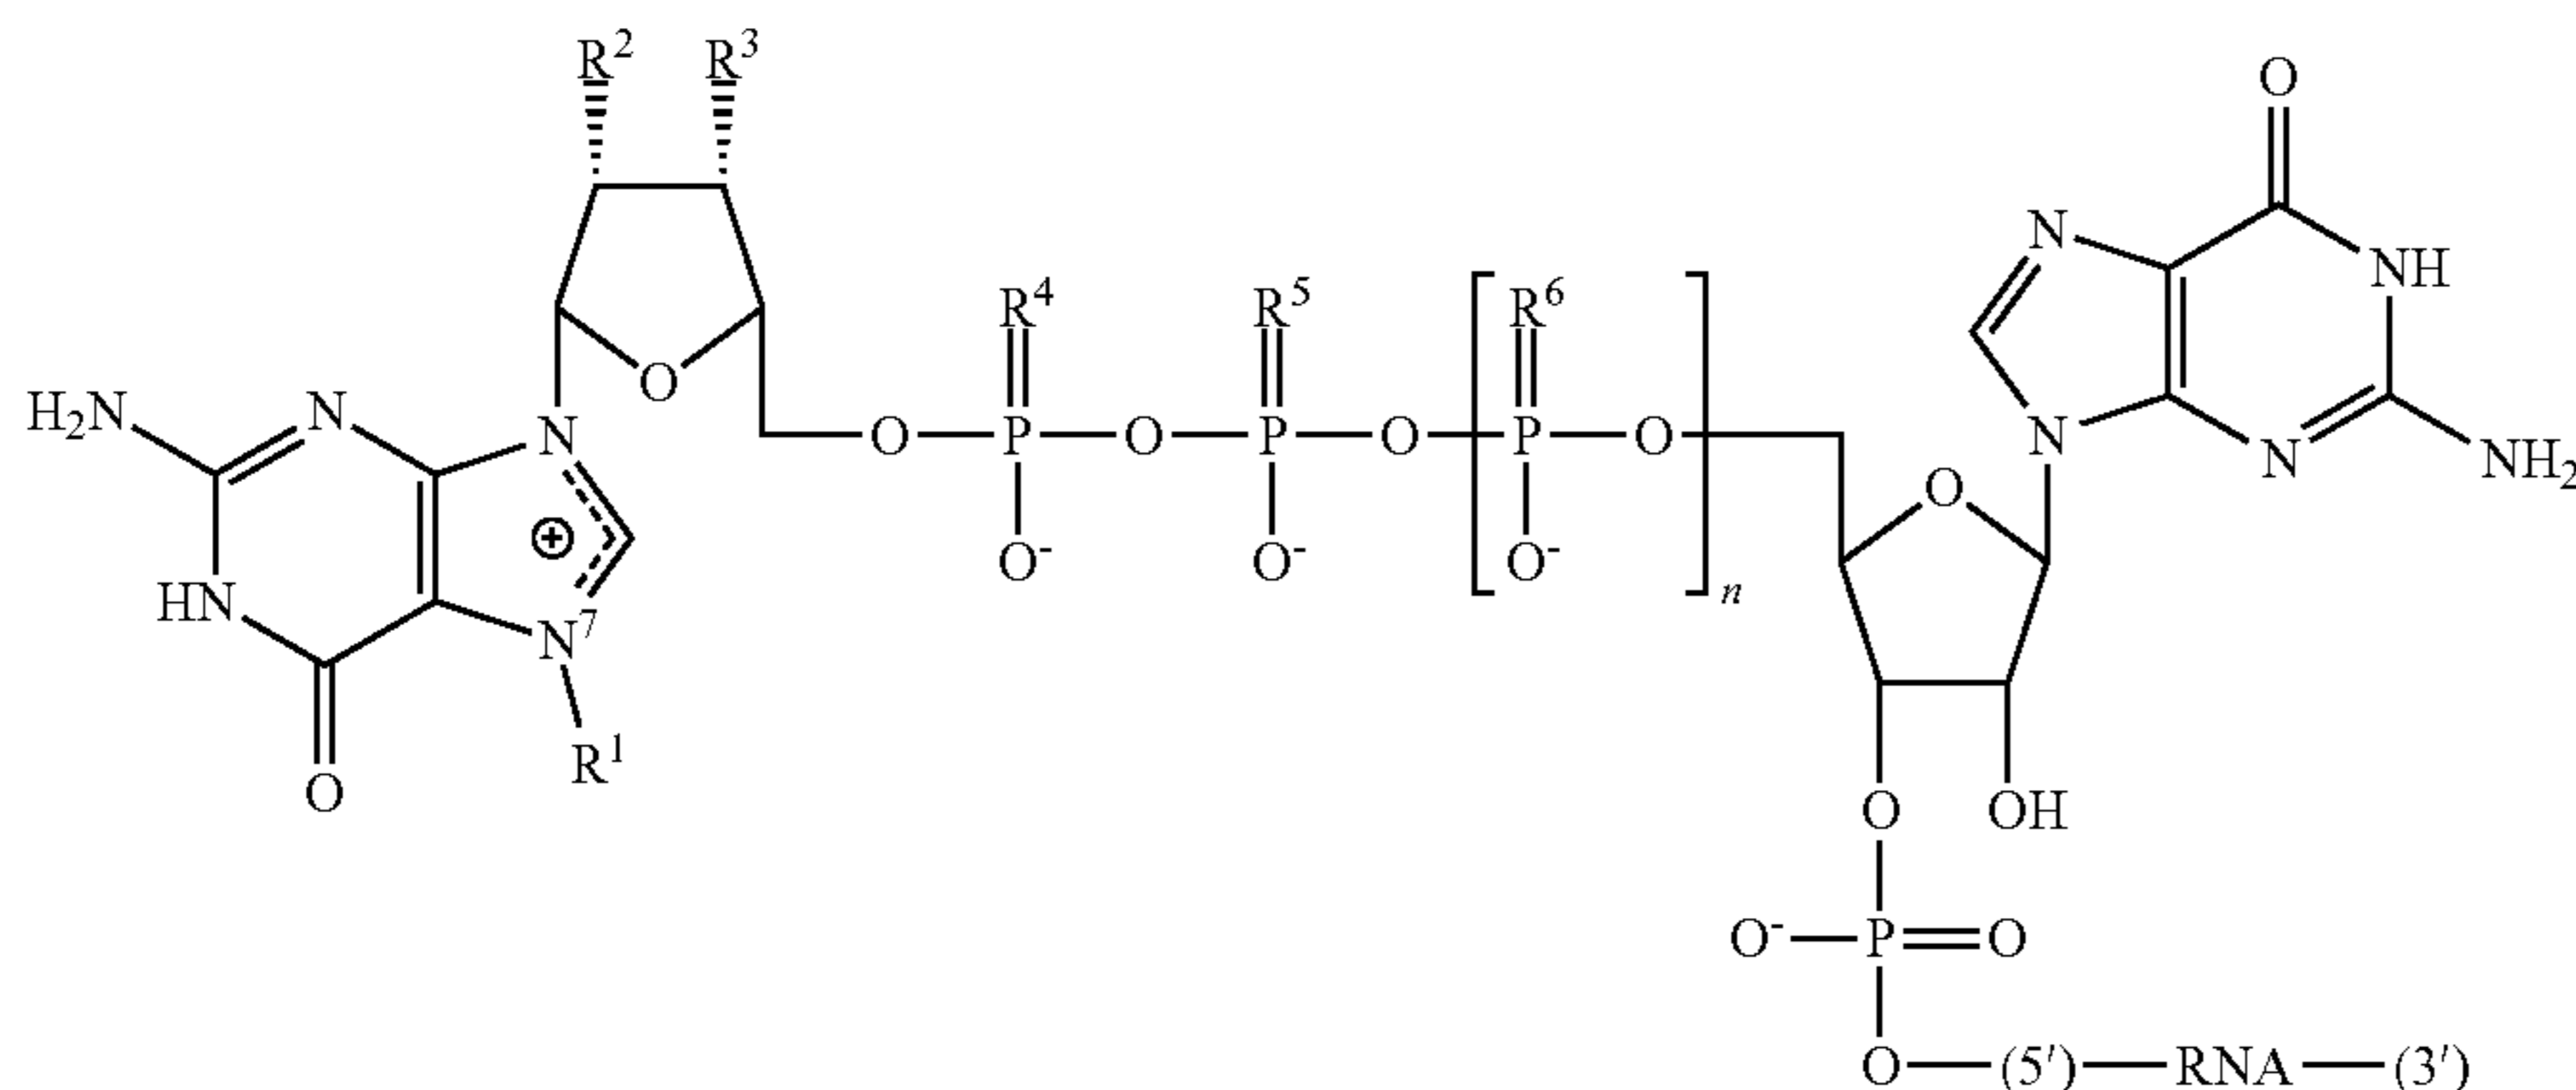 R² R³
O
N NH
R⁴ R⁵ R⁶
O
H₂N N N O P O P O P O N N NH₂
O
⊕
O⁻ O⁻ O⁻ n
HN N⁷
R¹
O O OH
O⁻ P O
O (5′) RNA (3′)